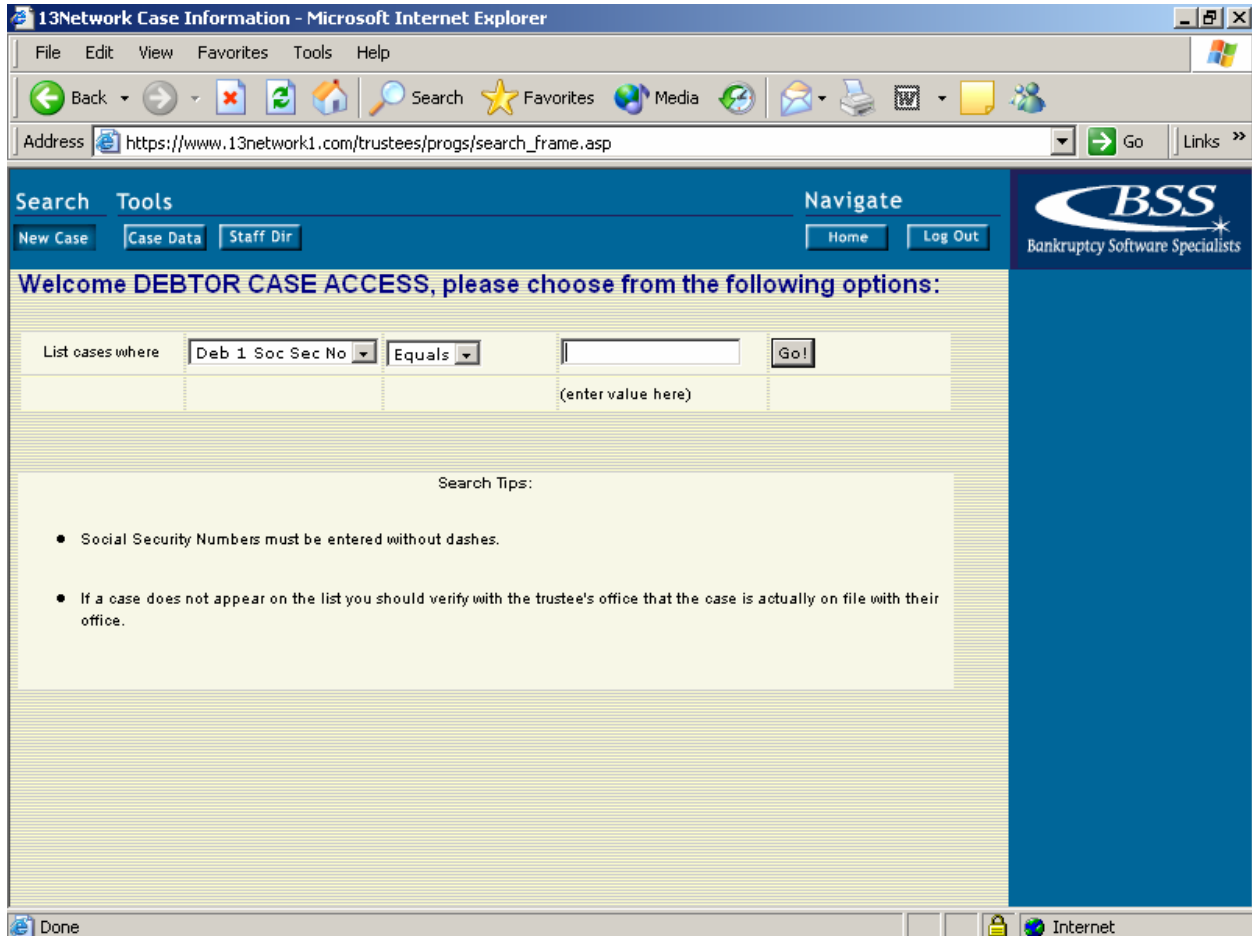 13Network Case Information - Microsoft Internet Explorer
File Edit View Favorites Tools Help
Back Search Favorites Media
Address https://www.13network1.com/trustees/progs/search_frame.asp Go Links »
Search Tools Navigate
New Case Case Data Staff Dir Home Log Out
BSS
Bankruptcy Software Specialists
Welcome DEBTOR CASE ACCESS, please choose from the following options:
List cases where Deb 1 Soc Sec No Equals Go!
(enter value here)
Search Tips:
• Social Security Numbers must be entered without dashes.
• If a case does not appear on the list you should verify with the trustee's office that the case is actually on file with their
office.
Done Internet